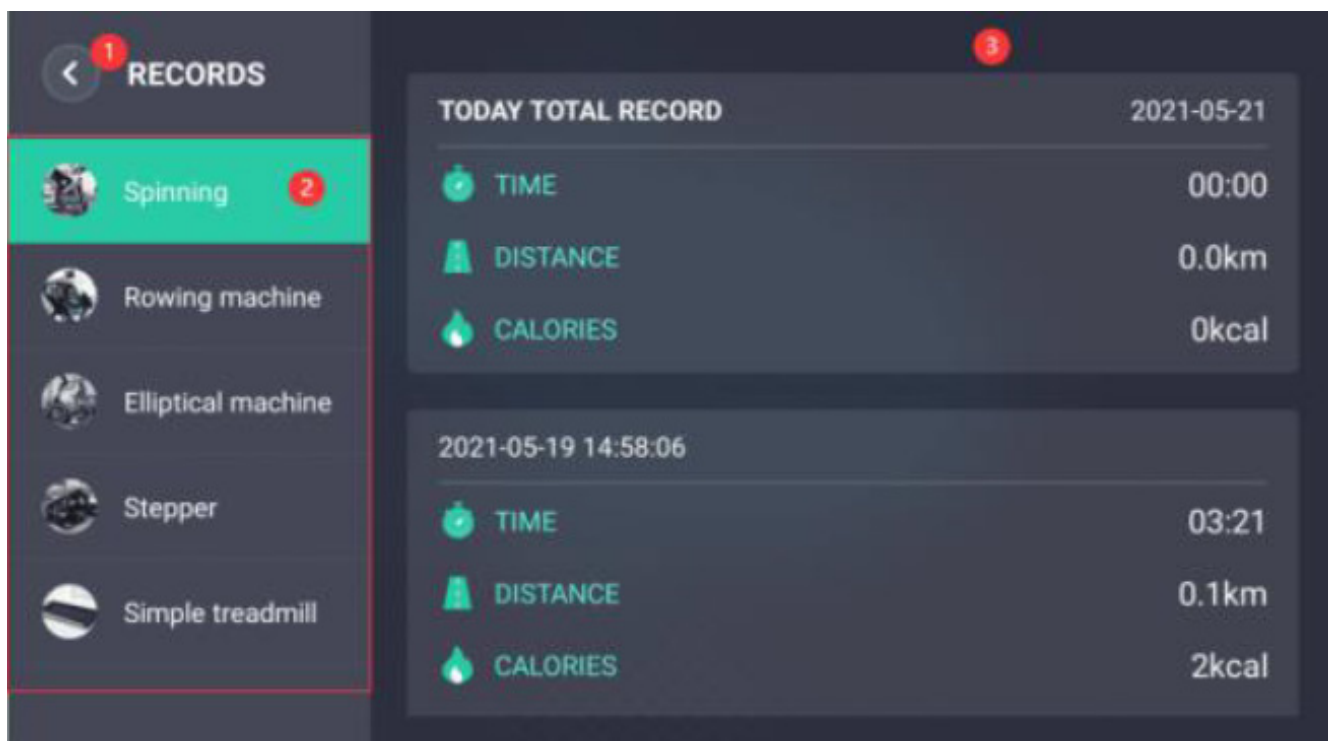 1
RECORDS
Spinning 2
Rowing machine
Elliptical machine
Stepper
Simple treadmill
3
TODAY TOTAL RECORD 2021-05-21
TIME 00:00
DISTANCE 0.0km
CALORIES 0kcal
2021-05-19 14:58:06
TIME 03:21
DISTANCE 0.1km
CALORIES 2kcal